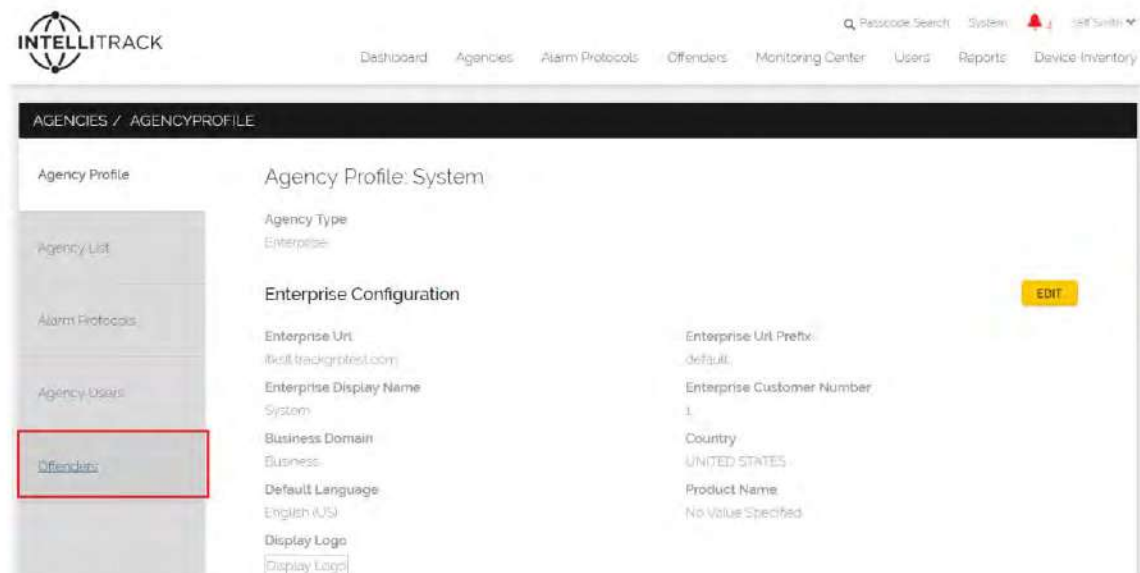 INTELLITRACK
Passcode Search System
Dashboard Agencies Alarm Protocols Offenders Monitoring Center Users Reports Device Inventory
AGENCIES / AGENCYPROFILE
Agency Profile
Agency List
Alarm Protocols
Agency Users
Offenders
Agency Profile: System
Agency Type
Enterprise
Enterprise Configuration
EDIT
Enterprise Url
Enterprise Url Prefix
default
Enterprise Display Name
System
Enterprise Customer Number
1
Business Domain
Business
Country
UNITED STATES
Default Language
English (US)
Product Name
No Value Specified
Display Logo
Display Logo